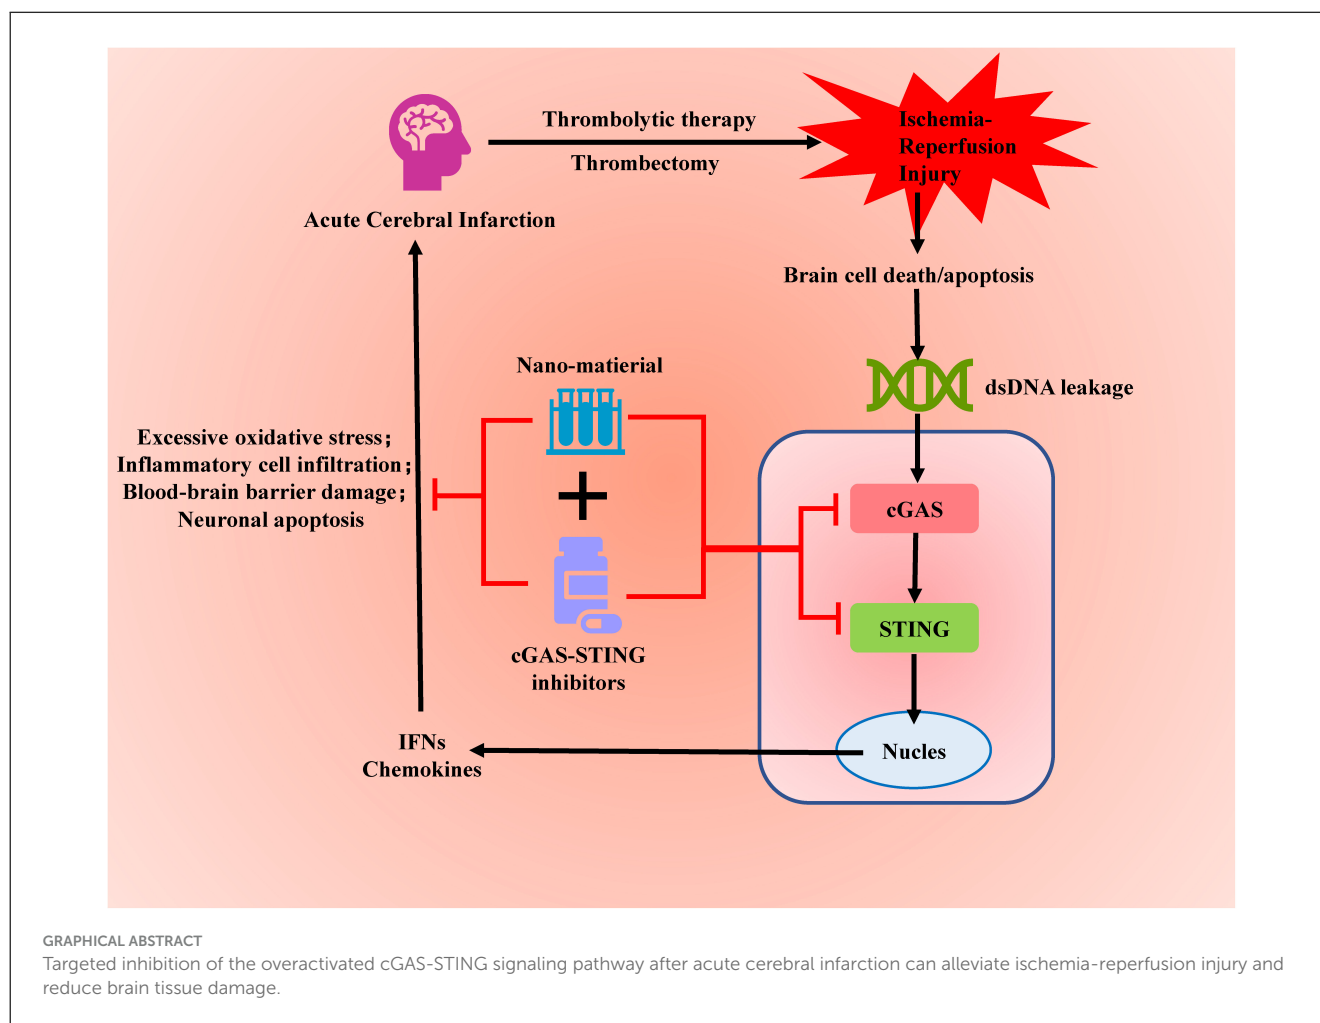 Thrombolytic therapy
Thrombectomy
Ischemia-
Reperfusion
Injury
Acute Cerebral Infarction
Brain cell death/apoptosis
Nano-matierial
dsDNA leakage
Excessive oxidative stress；
Inflammatory cell infiltration；
Blood-brain barrier damage；
Neuronal apoptosis
cGAS
STING
cGAS-STING
inhibitors
IFNs
Chemokines
Nucles
GRAPHICAL ABSTRACT
Targeted inhibition of the overactivated cGAS-STING signaling pathway after acute cerebral infarction can alleviate ischemia-reperfusion injury and
reduce brain tissue damage.